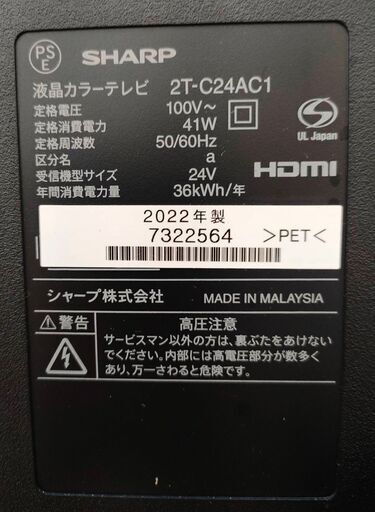 PS
E
SHARP
液晶カラーテレビ 2T-C24AC1
定格電圧 100V～
定格消費電力 41W
定格周波数 50/60Hz
区分名 a
受信機型サイズ 24V
年間消費電力量 36kWh/年
S
UL Japan
HDMI
2022年製
7322564
>PET<
シャープ株式会社 MADE IN MALAYSIA
⚠警告 高圧注意
サービスマン以外の方は、裏ぶたをあけない
でください。内部には高電圧部分が数多く
あり、万一さわると危険です。